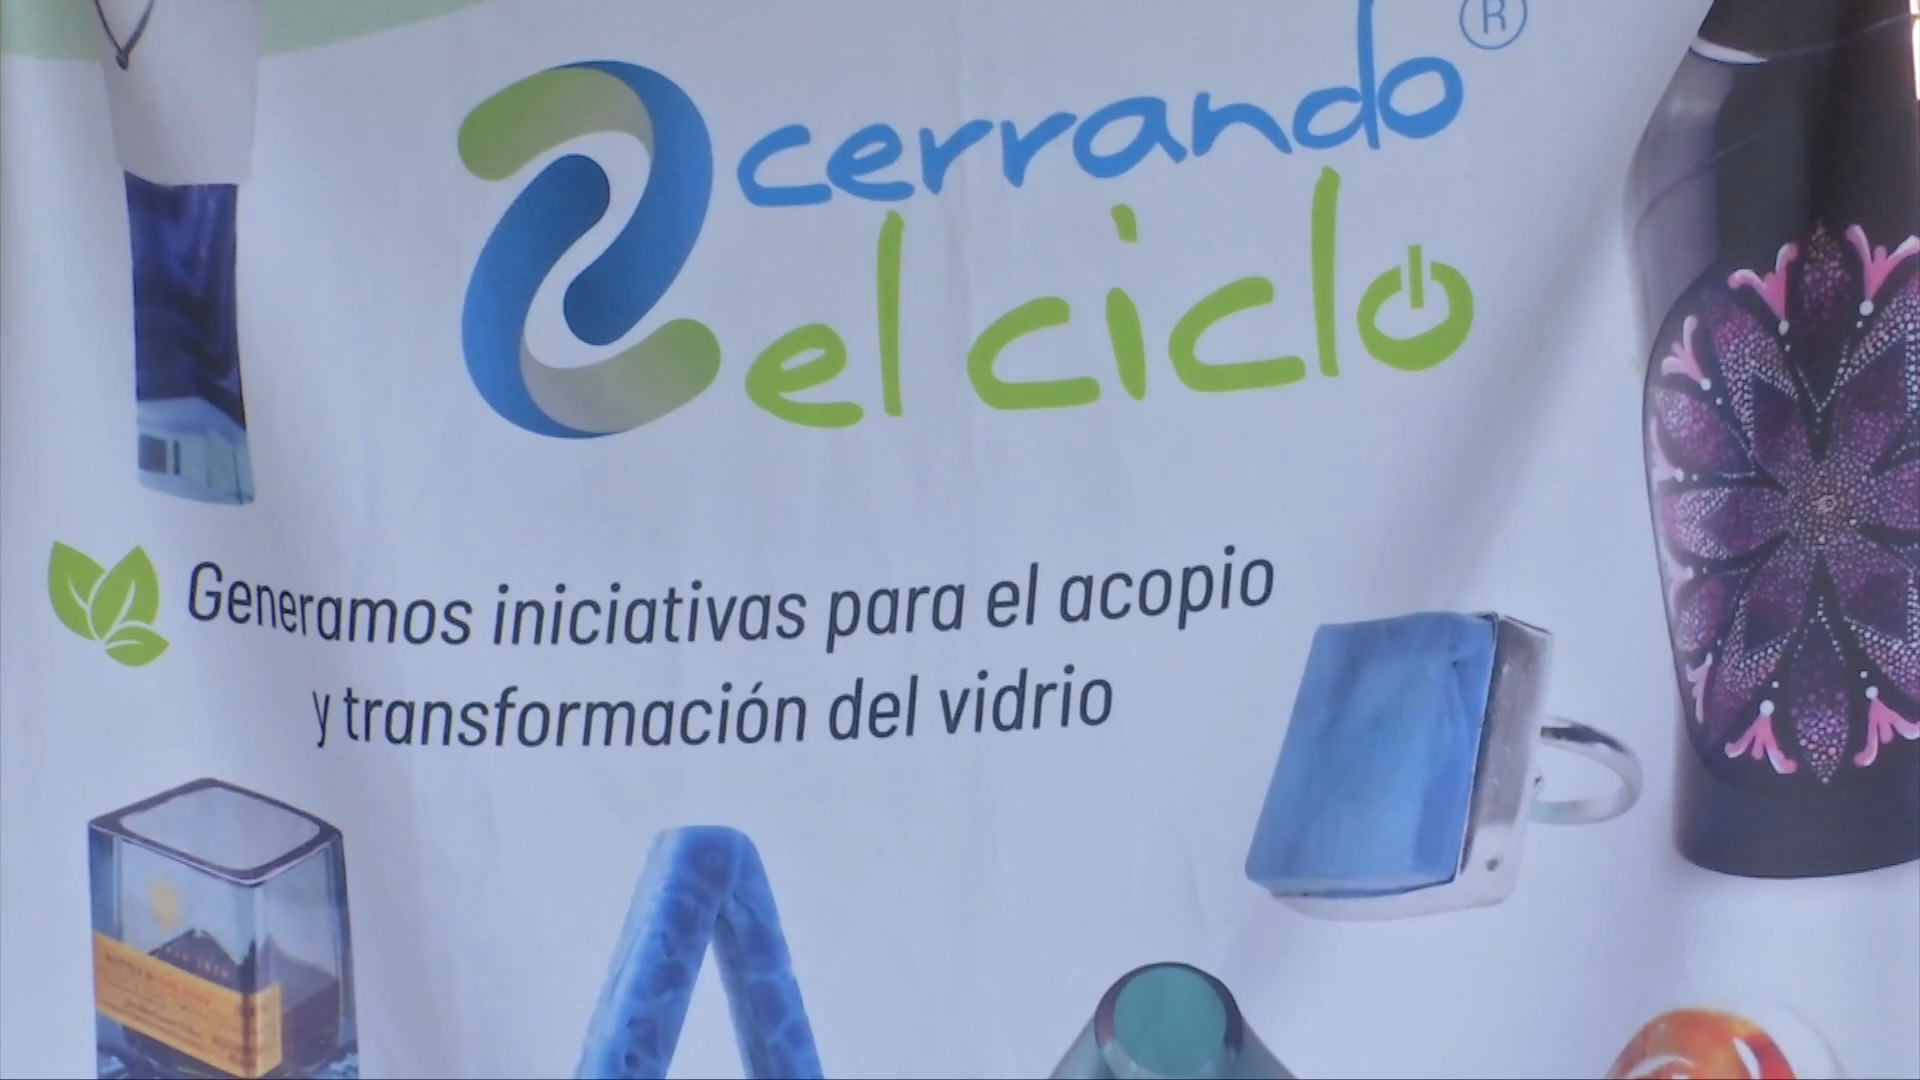 cerrando ®
el ciclo
Generamos iniciativas para el acopio
y transformación del vidrio